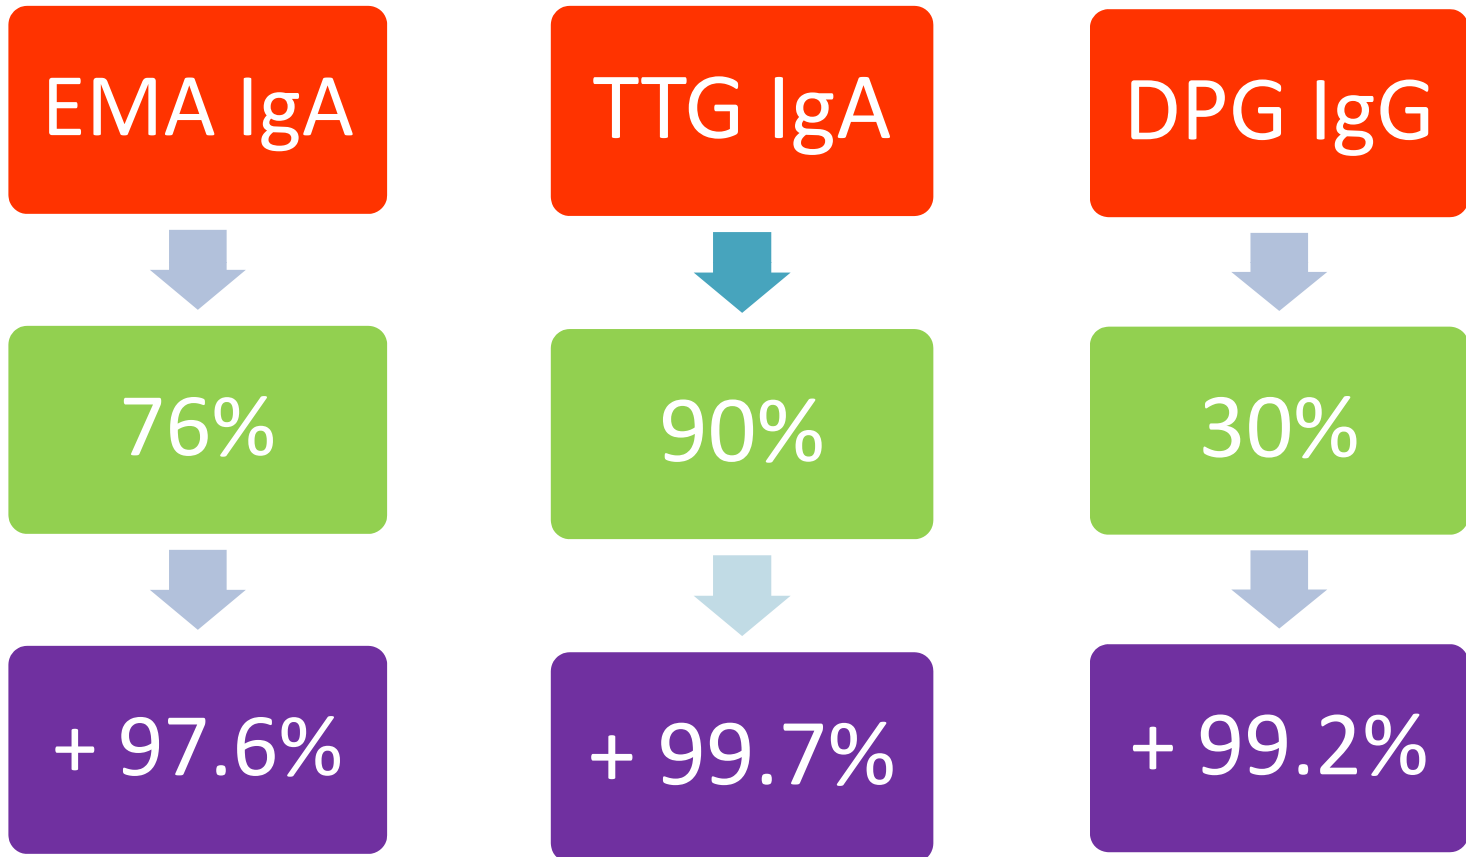 EMA IgA
TTG IgA
DPG IgG
76%
90%
30%
+ 97.6%
+ 99.7%
+ 99.2%